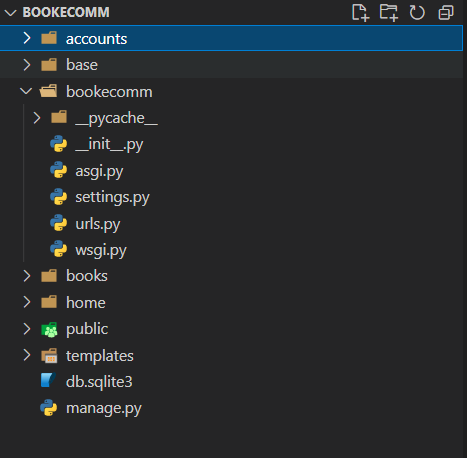 BOOKECOMM
accounts
base
bookecomm
__pycache__
__init__.py
asgi.py
settings.py
urls.py
wsgi.py
books
home
public
templates
db.sqlite3
manage.py